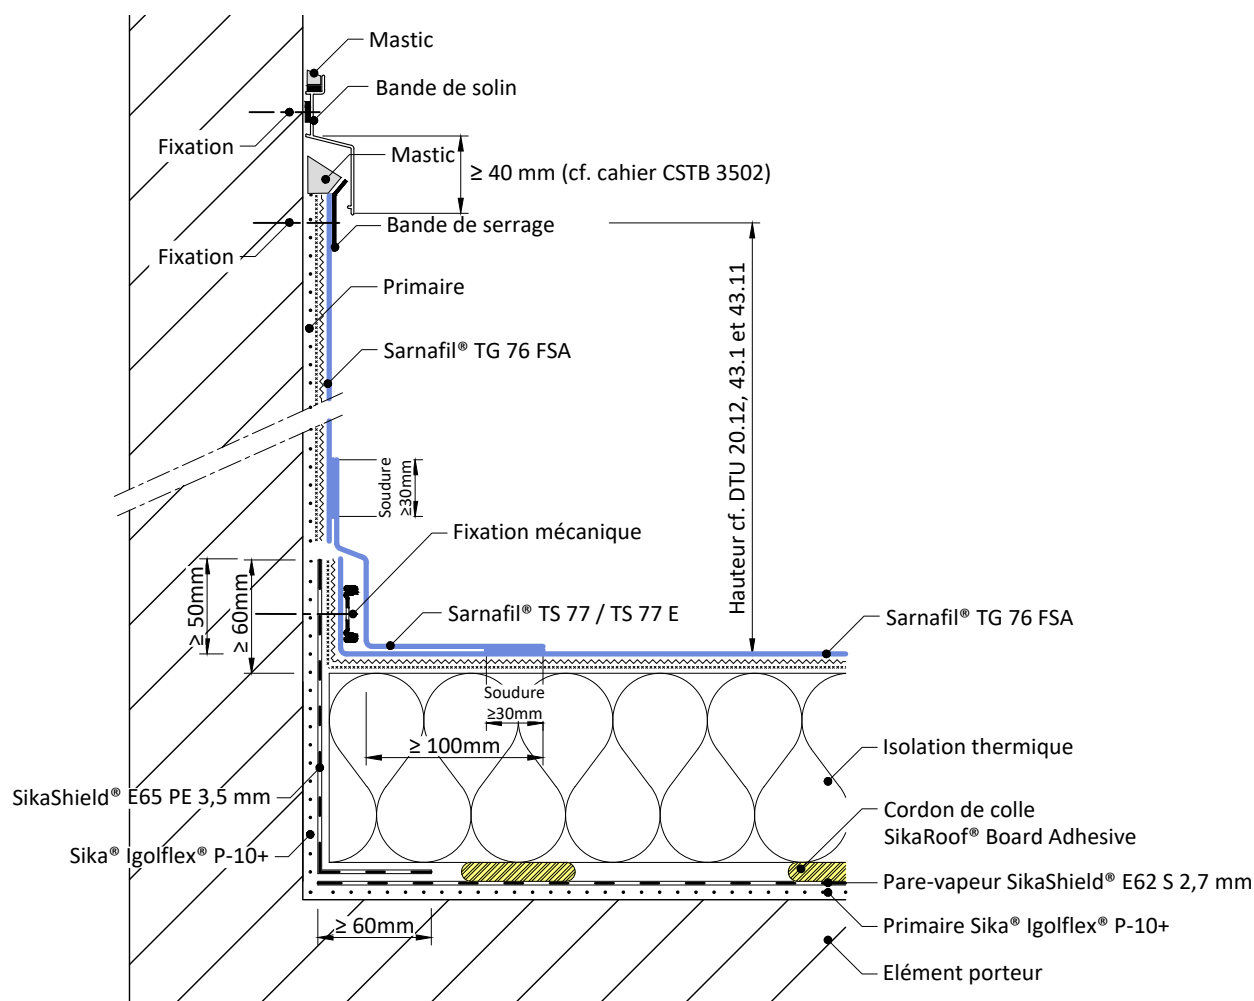 Mastic
Bande de solin
Fixation
Mastic
≥ 40 mm (cf. cahier CSTB 3502)
Bande de serrage
Fixation
Primaire
Sarnafil® TG 76 FSA
Hauteur cf. DTU 20.12, 43.1 et 43.11
Soudure
≥30mm
Fixation mécanique
≥ 50mm
≥ 60mm
Sarnafil® TS 77 / TS 77 E
Sarnafil® TG 76 FSA
Soudure
≥30mm
≥ 100mm
Isolation thermique
SikaShield® E65 PE 3,5 mm
Cordon de colle
SikaRoof® Board Adhesive
Sika® Igolflex® P-10+
Pare-vapeur SikaShield® E62 S 2,7 mm
≥ 60mm
Primaire Sika® Igolflex® P-10+
Elément porteur